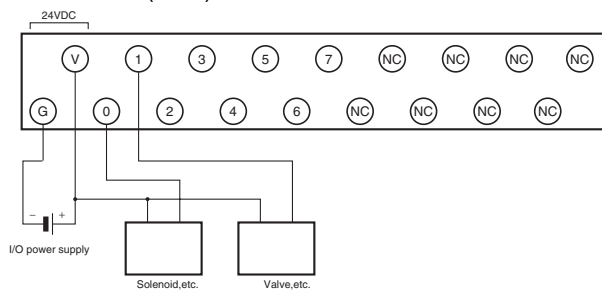 24VDC
V 1 3 5 7 NC NC NC NC
G 0 2 4 6 NC NC NC NC
− +
I/O power supply
Solenoid,etc. Valve,etc.